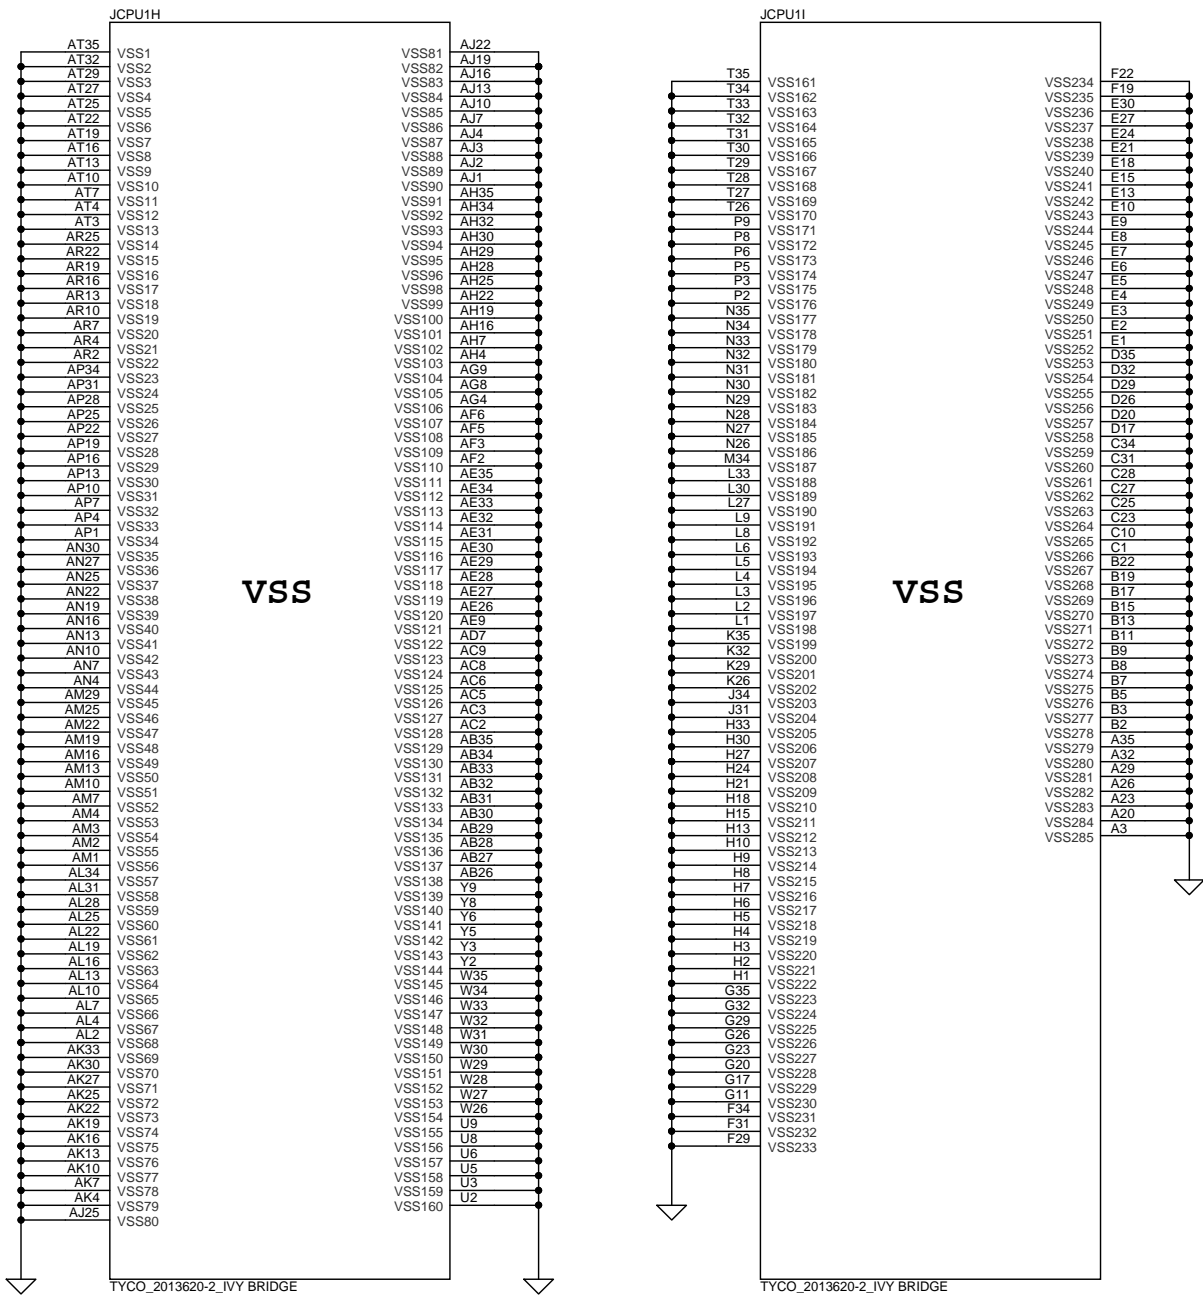 JCPU1H
AT35 VSS1
AT32 VSS2
AT29 VSS3
AT27 VSS4
AT25 VSS5
AT22 VSS6
AT19 VSS7
AT16 VSS8
AT13 VSS9
AT10 VSS10
AT7 VSS11
AT4 VSS12
AT3 VSS13
AR25 VSS14
AR22 VSS15
AR19 VSS16
AR16 VSS17
AR13 VSS18
AR10 VSS19
AR7 VSS20
AR4 VSS21
AR2 VSS22
AP34 VSS23
AP31 VSS24
AP28 VSS25
AP25 VSS26
AP22 VSS27
AP19 VSS28
AP16 VSS29
AP13 VSS30
AP10 VSS31
AP7 VSS32
AP4 VSS33
AP1 VSS34
AN30 VSS35
AN27 VSS36
AN25 VSS37
AN22 VSS38
AN19 VSS39
AN16 VSS40
AN13 VSS41
AN10 VSS42
AN7 VSS43
AN4 VSS44
AM29 VSS45
AM25 VSS46
AM22 VSS47
AM19 VSS48
AM16 VSS49
AM13 VSS50
AM10 VSS51
AM7 VSS52
AM4 VSS53
AM3 VSS54
AM2 VSS55
AM1 VSS56
AL34 VSS57
AL31 VSS58
AL28 VSS59
AL25 VSS60
AL22 VSS61
AL19 VSS62
AL16 VSS63
AL13 VSS64
AL10 VSS65
AL7 VSS66
AL4 VSS67
AL2 VSS68
AK33 VSS69
AK30 VSS70
AK27 VSS71
AK25 VSS72
AK22 VSS73
AK19 VSS74
AK16 VSS75
AK13 VSS76
AK10 VSS77
AK7 VSS78
AK4 VSS79
AJ25 VSS80
VSS
VSS81 AJ22
VSS82 AJ19
VSS83 AJ16
VSS84 AJ13
VSS85 AJ10
VSS86 AJ7
VSS87 AJ4
VSS88 AJ3
VSS89 AJ2
VSS90 AJ1
VSS91 AH35
VSS92 AH34
VSS93 AH32
VSS94 AH30
VSS95 AH29
VSS96 AH28
VSS98 AH25
VSS99 AH22
VSS100 AH19
VSS101 AH16
VSS102 AH7
VSS103 AH4
VSS104 AG9
VSS105 AG8
VSS106 AG4
VSS107 AF6
VSS108 AF5
VSS109 AF3
VSS110 AF2
VSS111 AE35
VSS112 AE34
VSS113 AE33
VSS114 AE32
VSS115 AE31
VSS116 AE30
VSS117 AE29
VSS118 AE28
VSS119 AE27
VSS120 AE26
VSS121 AE9
VSS122 AD7
VSS123 AC9
VSS124 AC8
VSS125 AC6
VSS126 AC5
VSS127 AC3
VSS128 AC2
VSS129 AB35
VSS130 AB34
VSS131 AB33
VSS132 AB32
VSS133 AB31
VSS134 AB30
VSS135 AB29
VSS136 AB28
VSS137 AB27
VSS138 AB26
VSS139 Y9
VSS140 Y8
VSS141 Y6
VSS142 Y5
VSS143 Y3
VSS144 Y2
VSS145 W35
VSS146 W34
VSS147 W33
VSS148 W32
VSS149 W31
VSS150 W30
VSS151 W29
VSS152 W28
VSS153 W27
VSS154 W26
VSS155 U9
VSS156 U8
VSS157 U6
VSS158 U5
VSS159 U3
VSS160 U2
TYCO_2013620-2_IVY BRIDGE
JCPU1I
T35 VSS161
T34 VSS162
T33 VSS163
T32 VSS164
T31 VSS165
T30 VSS166
T29 VSS167
T28 VSS168
T27 VSS169
T26 VSS170
P9 VSS171
P8 VSS172
P6 VSS173
P5 VSS174
P3 VSS175
P2 VSS176
N35 VSS177
N34 VSS178
N33 VSS179
N32 VSS180
N31 VSS181
N30 VSS182
N29 VSS183
N28 VSS184
N27 VSS185
N26 VSS186
M34 VSS187
L33 VSS188
L30 VSS189
L27 VSS190
L9 VSS191
L8 VSS192
L6 VSS193
L5 VSS194
L4 VSS195
L3 VSS196
L2 VSS197
L1 VSS198
K35 VSS199
K32 VSS200
K29 VSS201
K26 VSS202
J34 VSS203
J31 VSS204
H33 VSS205
H30 VSS206
H27 VSS207
H24 VSS208
H21 VSS209
H18 VSS210
H15 VSS211
H13 VSS212
H10 VSS213
H9 VSS214
H8 VSS215
H7 VSS216
H6 VSS217
H5 VSS218
H4 VSS219
H3 VSS220
H2 VSS221
H1 VSS222
G35 VSS223
G32 VSS224
G29 VSS225
G26 VSS226
G23 VSS227
G20 VSS228
G17 VSS229
G11 VSS230
F34 VSS231
F31 VSS232
F29 VSS233
VSS
VSS234 F22
VSS235 F19
VSS236 E30
VSS237 E27
VSS238 E24
VSS239 E21
VSS240 E18
VSS241 E15
VSS242 E13
VSS243 E10
VSS244 E9
VSS245 E8
VSS246 E7
VSS247 E6
VSS248 E5
VSS249 E4
VSS250 E3
VSS251 E2
VSS252 E1
VSS253 D35
VSS254 D32
VSS255 D29
VSS256 D26
VSS257 D20
VSS258 D17
VSS259 C34
VSS260 C31
VSS261 C28
VSS262 C27
VSS263 C25
VSS264 C23
VSS265 C10
VSS266 C1
VSS267 B22
VSS268 B19
VSS269 B17
VSS270 B15
VSS271 B13
VSS272 B11
VSS273 B9
VSS274 B8
VSS275 B7
VSS276 B5
VSS277 B3
VSS278 B2
VSS279 A35
VSS280 A32
VSS281 A29
VSS282 A26
VSS283 A23
VSS284 A20
VSS285 A3
TYCO_2013620-2_IVY BRIDGE